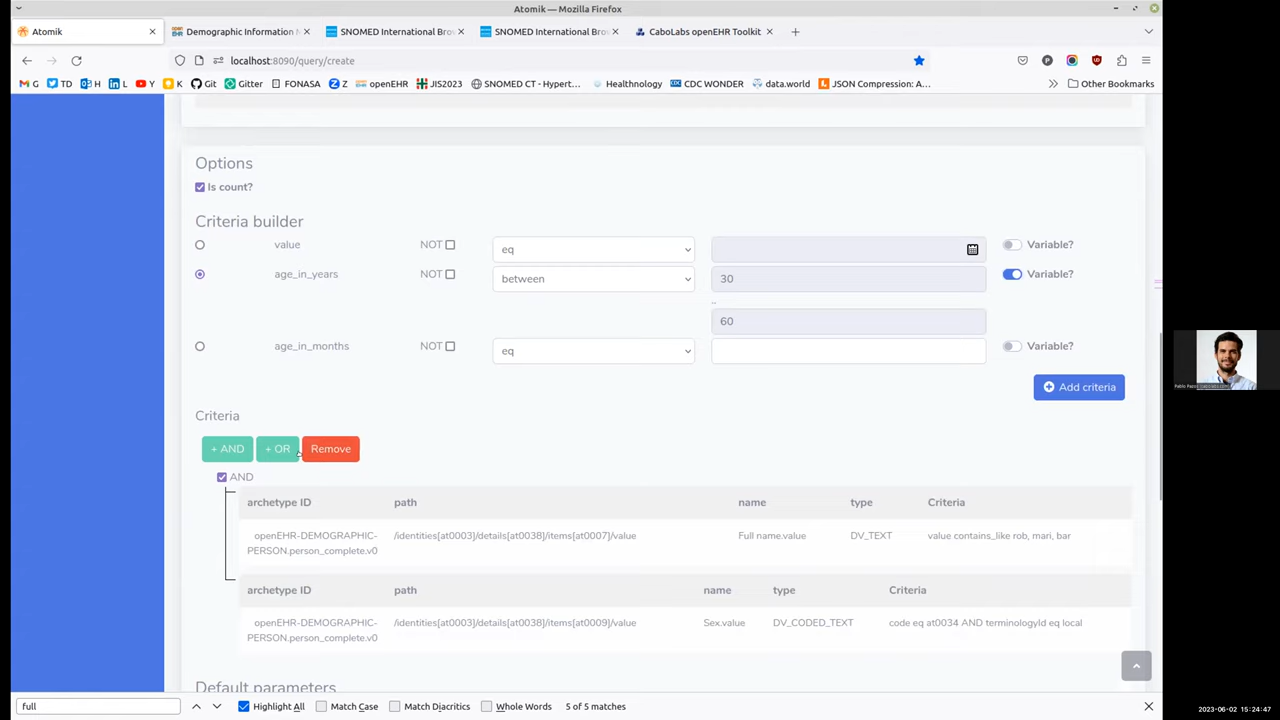 Atomik — Mozilla Firefox
Atomik
Demographic Information M
SNOMED International Bro
SNOMED International Bro
CaboLabs openEHR Toolkit
localhost:8090/query/create
G TD H L Y K Git Gitter FONASA Z openEHR JIS2023 SNOMED CT - Hypert… Healthnology CDC WONDER data.world JSON Compression: A… Other Bookmarks
Options
Is count?
Criteria builder
value NOT eq Variable?
age_in_years NOT between 30 Variable?
..
60
age_in_months NOT eq Variable?
Add criteria
Criteria
+ AND + OR Remove
AND
archetype ID path name type Criteria
openEHR-DEMOGRAPHIC- /identities[at0003]/details[at0038]/items[at0007]/value Full name.value DV_TEXT value contains_like rob, mari, bar
PERSON.person_complete.v0
archetype ID path name type Criteria
openEHR-DEMOGRAPHIC- /identities[at0003]/details[at0038]/items[at0009]/value Sex.value DV_CODED_TEXT code eq at0034 AND terminologyId eq local
PERSON.person_complete.v0
Default parameters
full Highlight All Match Case Match Diacritics Whole Words 5 of 5 matches
2023-06-02 15:24:47